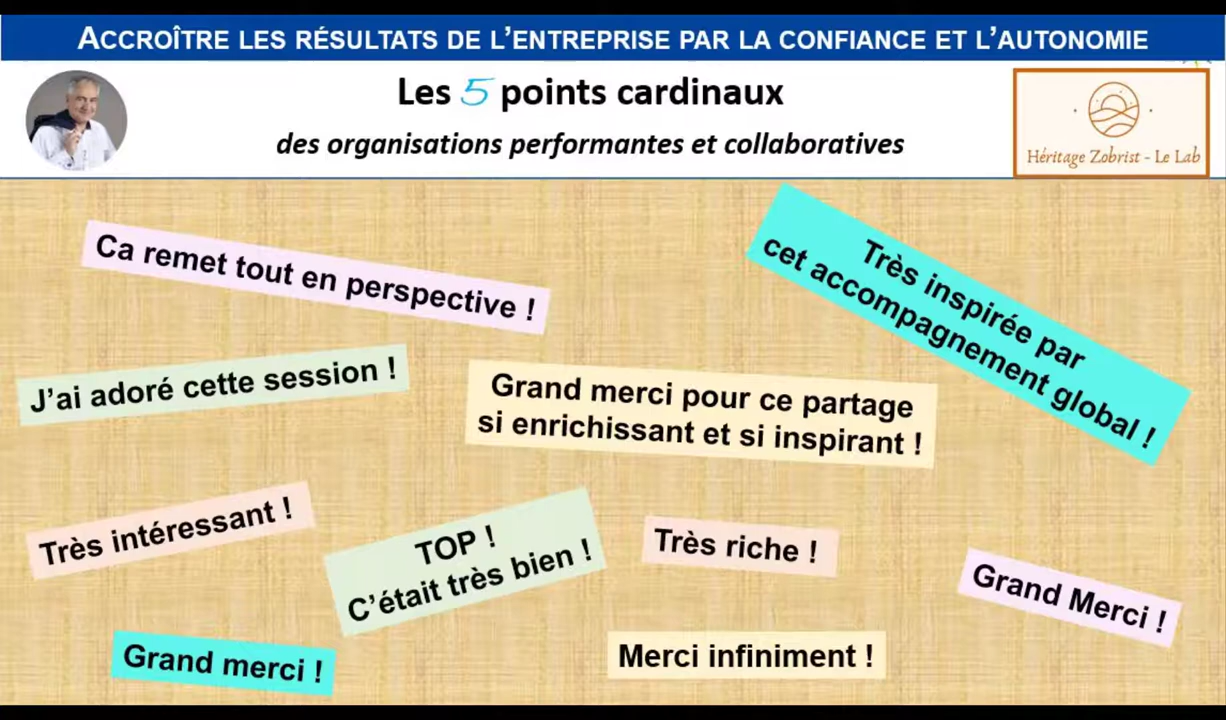 ACCROÎTRE LES RÉSULTATS DE L'ENTREPRISE PAR LA CONFIANCE ET L'AUTONOMIE
Les 5 points cardinaux
des organisations performantes et collaboratives
Héritage Zobrist - Le Lab
Ca remet tout en perspective !
Très inspirée par
cet accompagnement global !
J'ai adoré cette session !
Grand merci pour ce partage
si enrichissant et si inspirant !
Très intéressant !
TOP !
C'était très bien !
Très riche !
Grand Merci !
Grand merci !
Merci infiniment !